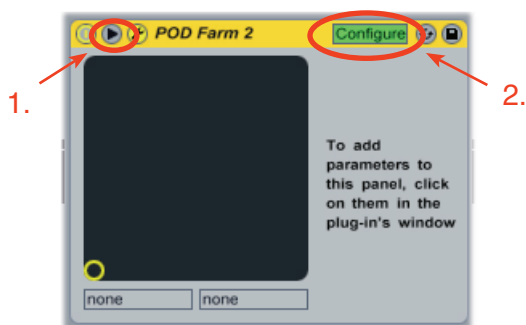 POD Farm 2
Configure
1.
2.
To add
parameters to
this panel, click
on them in the
plug-in's window
none
none